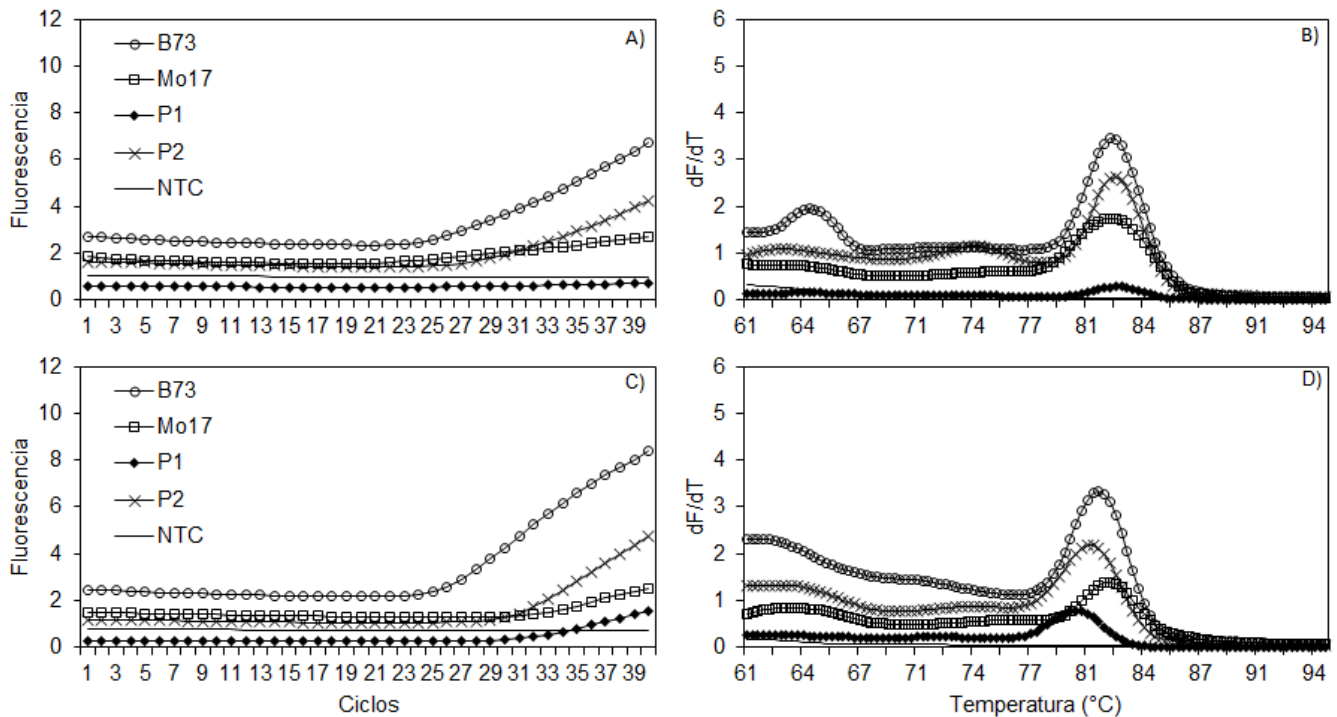 A)
Fluorescencia
12
10
8
6
4
2
0
B73
Mo17
P1
P2
NTC
1 3 5 7 9 11 13 15 17 19 21 23 25 27 29 31 33 35 37 39
B)
dF/dT
6
5
4
3
2
1
0
61 64 67 71 74 77 81 84 87 91 94
C)
Fluorescencia
12
10
8
6
4
2
0
B73
Mo17
P1
P2
NTC
1 3 5 7 9 11 13 15 17 19 21 23 25 27 29 31 33 35 37 39
Ciclos
D)
dF/dT
6
5
4
3
2
1
0
61 64 67 71 74 77 81 84 87 91 94
Temperatura (°C)